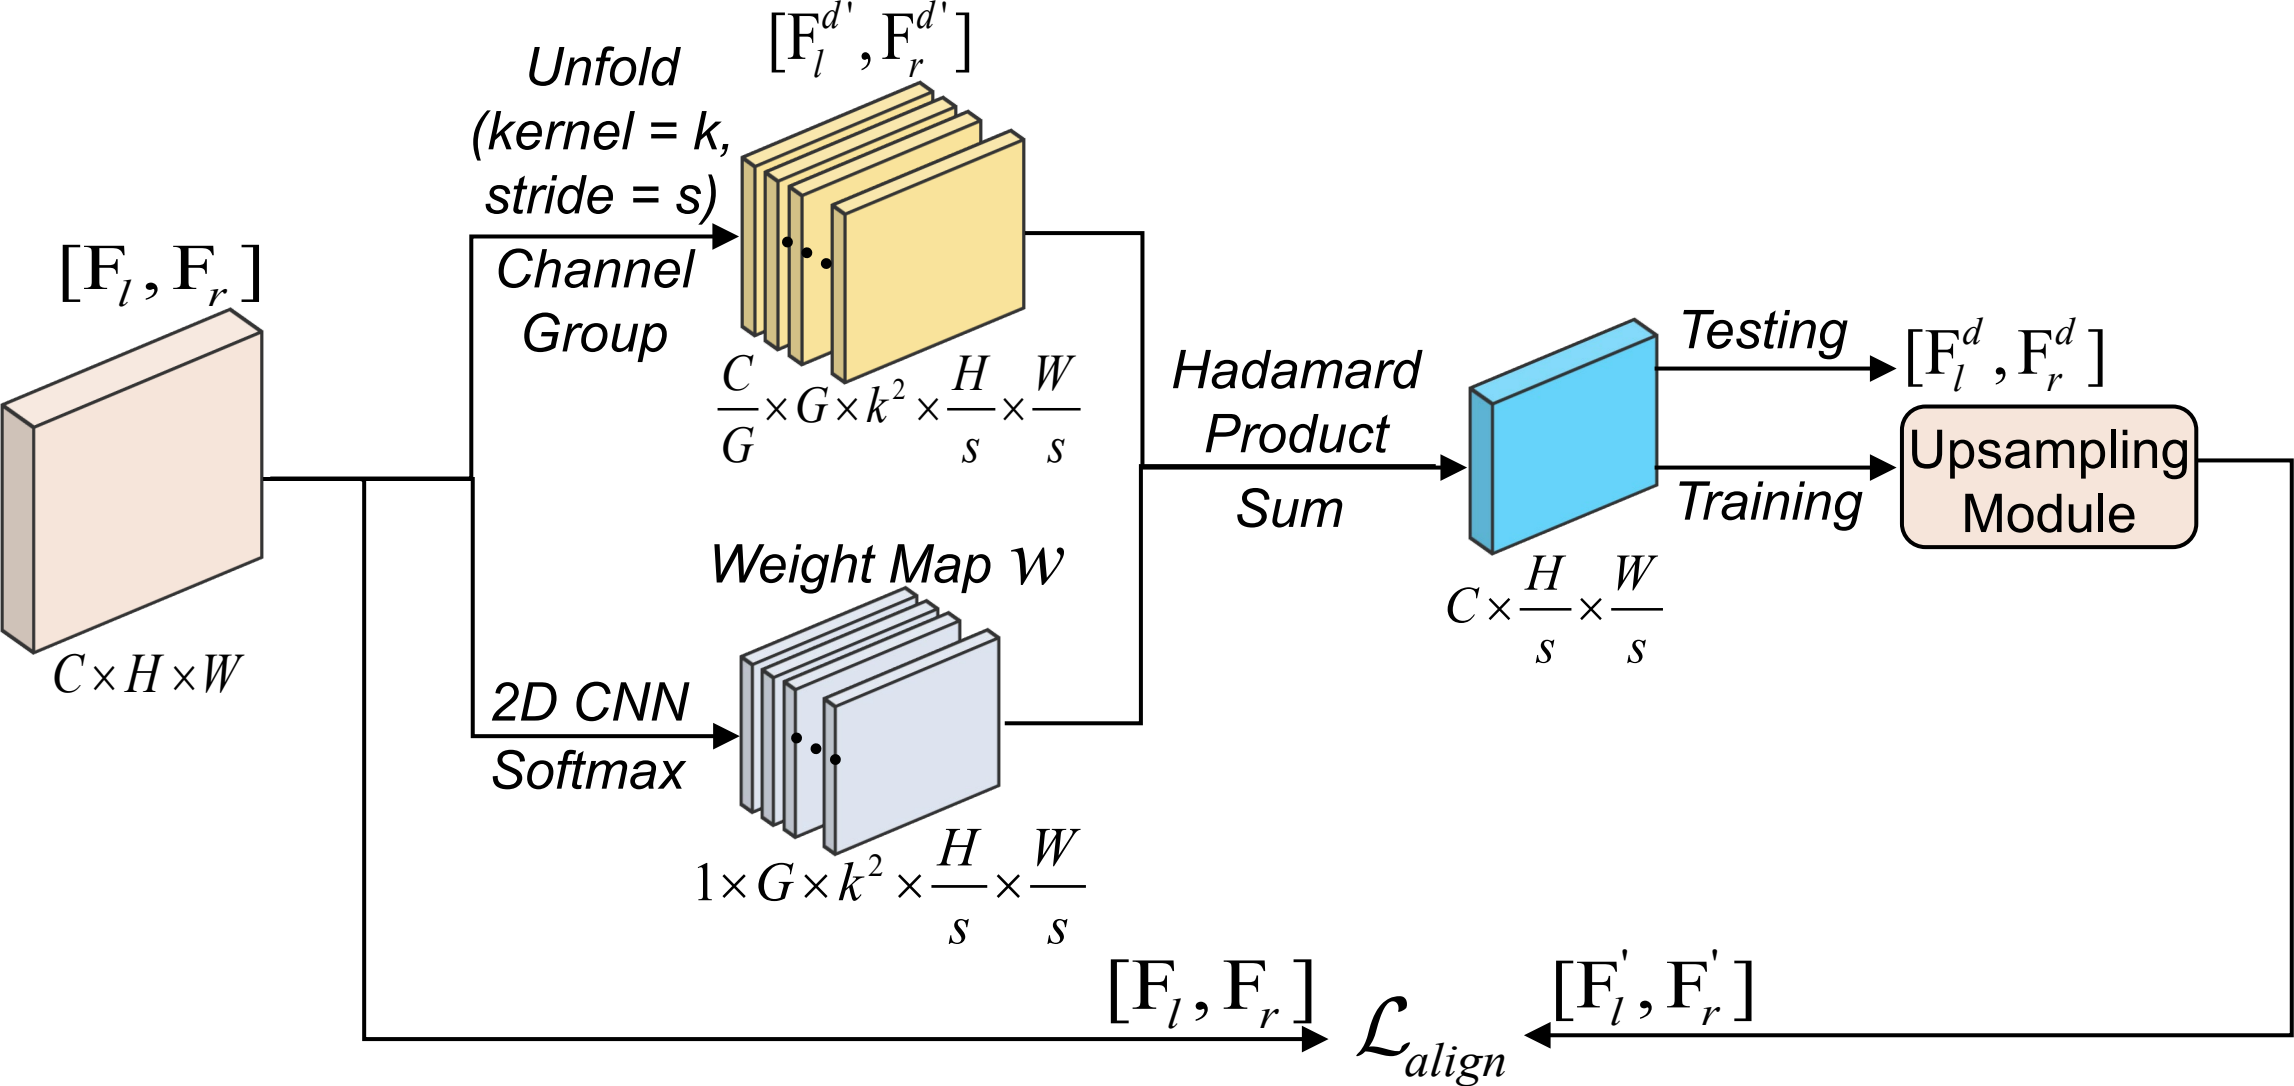 [F_l^{d'}, F_r^{d'}]
Unfold
(kernel = k,
stride = s)
Channel
Group
[F_l, F_r]
C×H×W
C/G × G × k² × H/s × W/s
Weight Map 𝒲
2D CNN
Softmax
1×G×k² × H/s × W/s
Hadamard
Product
Sum
C × H/s × W/s
Testing
[F_l^d, F_r^d]
Training
Upsampling
Module
[F_l, F_r]
ℒ_align
[F_l', F_r']